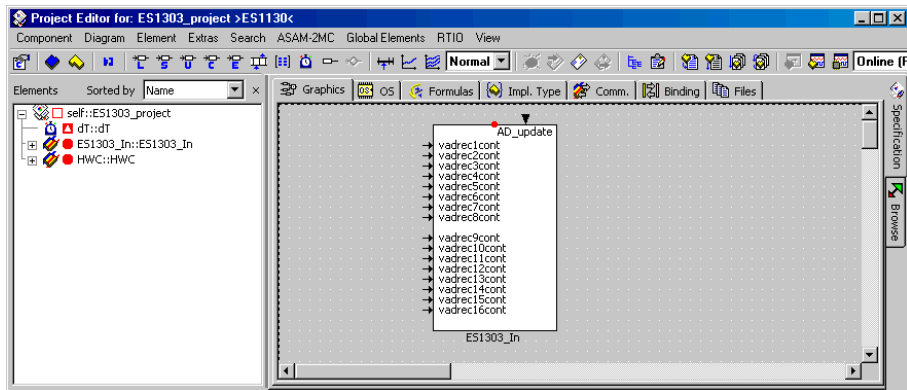 Project Editor for: ES1303_project >ES1130<
Component Diagram Element Extras Search ASAM-2MC Global Elements RTIO View
Normal Online (F
Elements Sorted by Name
Graphics OS Formulas Impl. Type Comm. Binding Files
self::ES1303_project
dT::dT
ES1303_In::ES1303_In
HWC::HWC
AD_update
vadrec1cont
vadrec2cont
vadrec3cont
vadrec4cont
vadrec5cont
vadrec6cont
vadrec7cont
vadrec8cont
vadrec9cont
vadrec10cont
vadrec11cont
vadrec12cont
vadrec13cont
vadrec14cont
vadrec15cont
vadrec16cont
ES1303_In
Specification
Browse